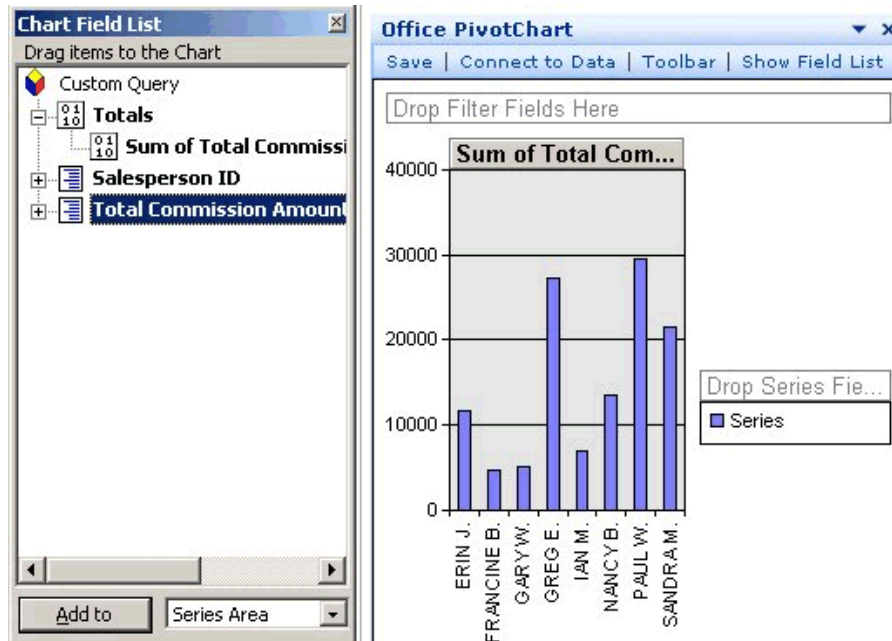 Chart Field List
Drag items to the Chart
Custom Query
Totals
Sum of Total Commissi
Salesperson ID
Total Commission Amount
Add to
Series Area
Office PivotChart
Save | Connect to Data | Toolbar | Show Field List
Drop Filter Fields Here
Sum of Total Com...
40000
30000
20000
10000
0
ERIN J.
FRANCINE B.
GARY W.
GREG E.
IAN M.
NANCY B.
PAUL W.
SANDRA M.
Drop Series Fie...
Series